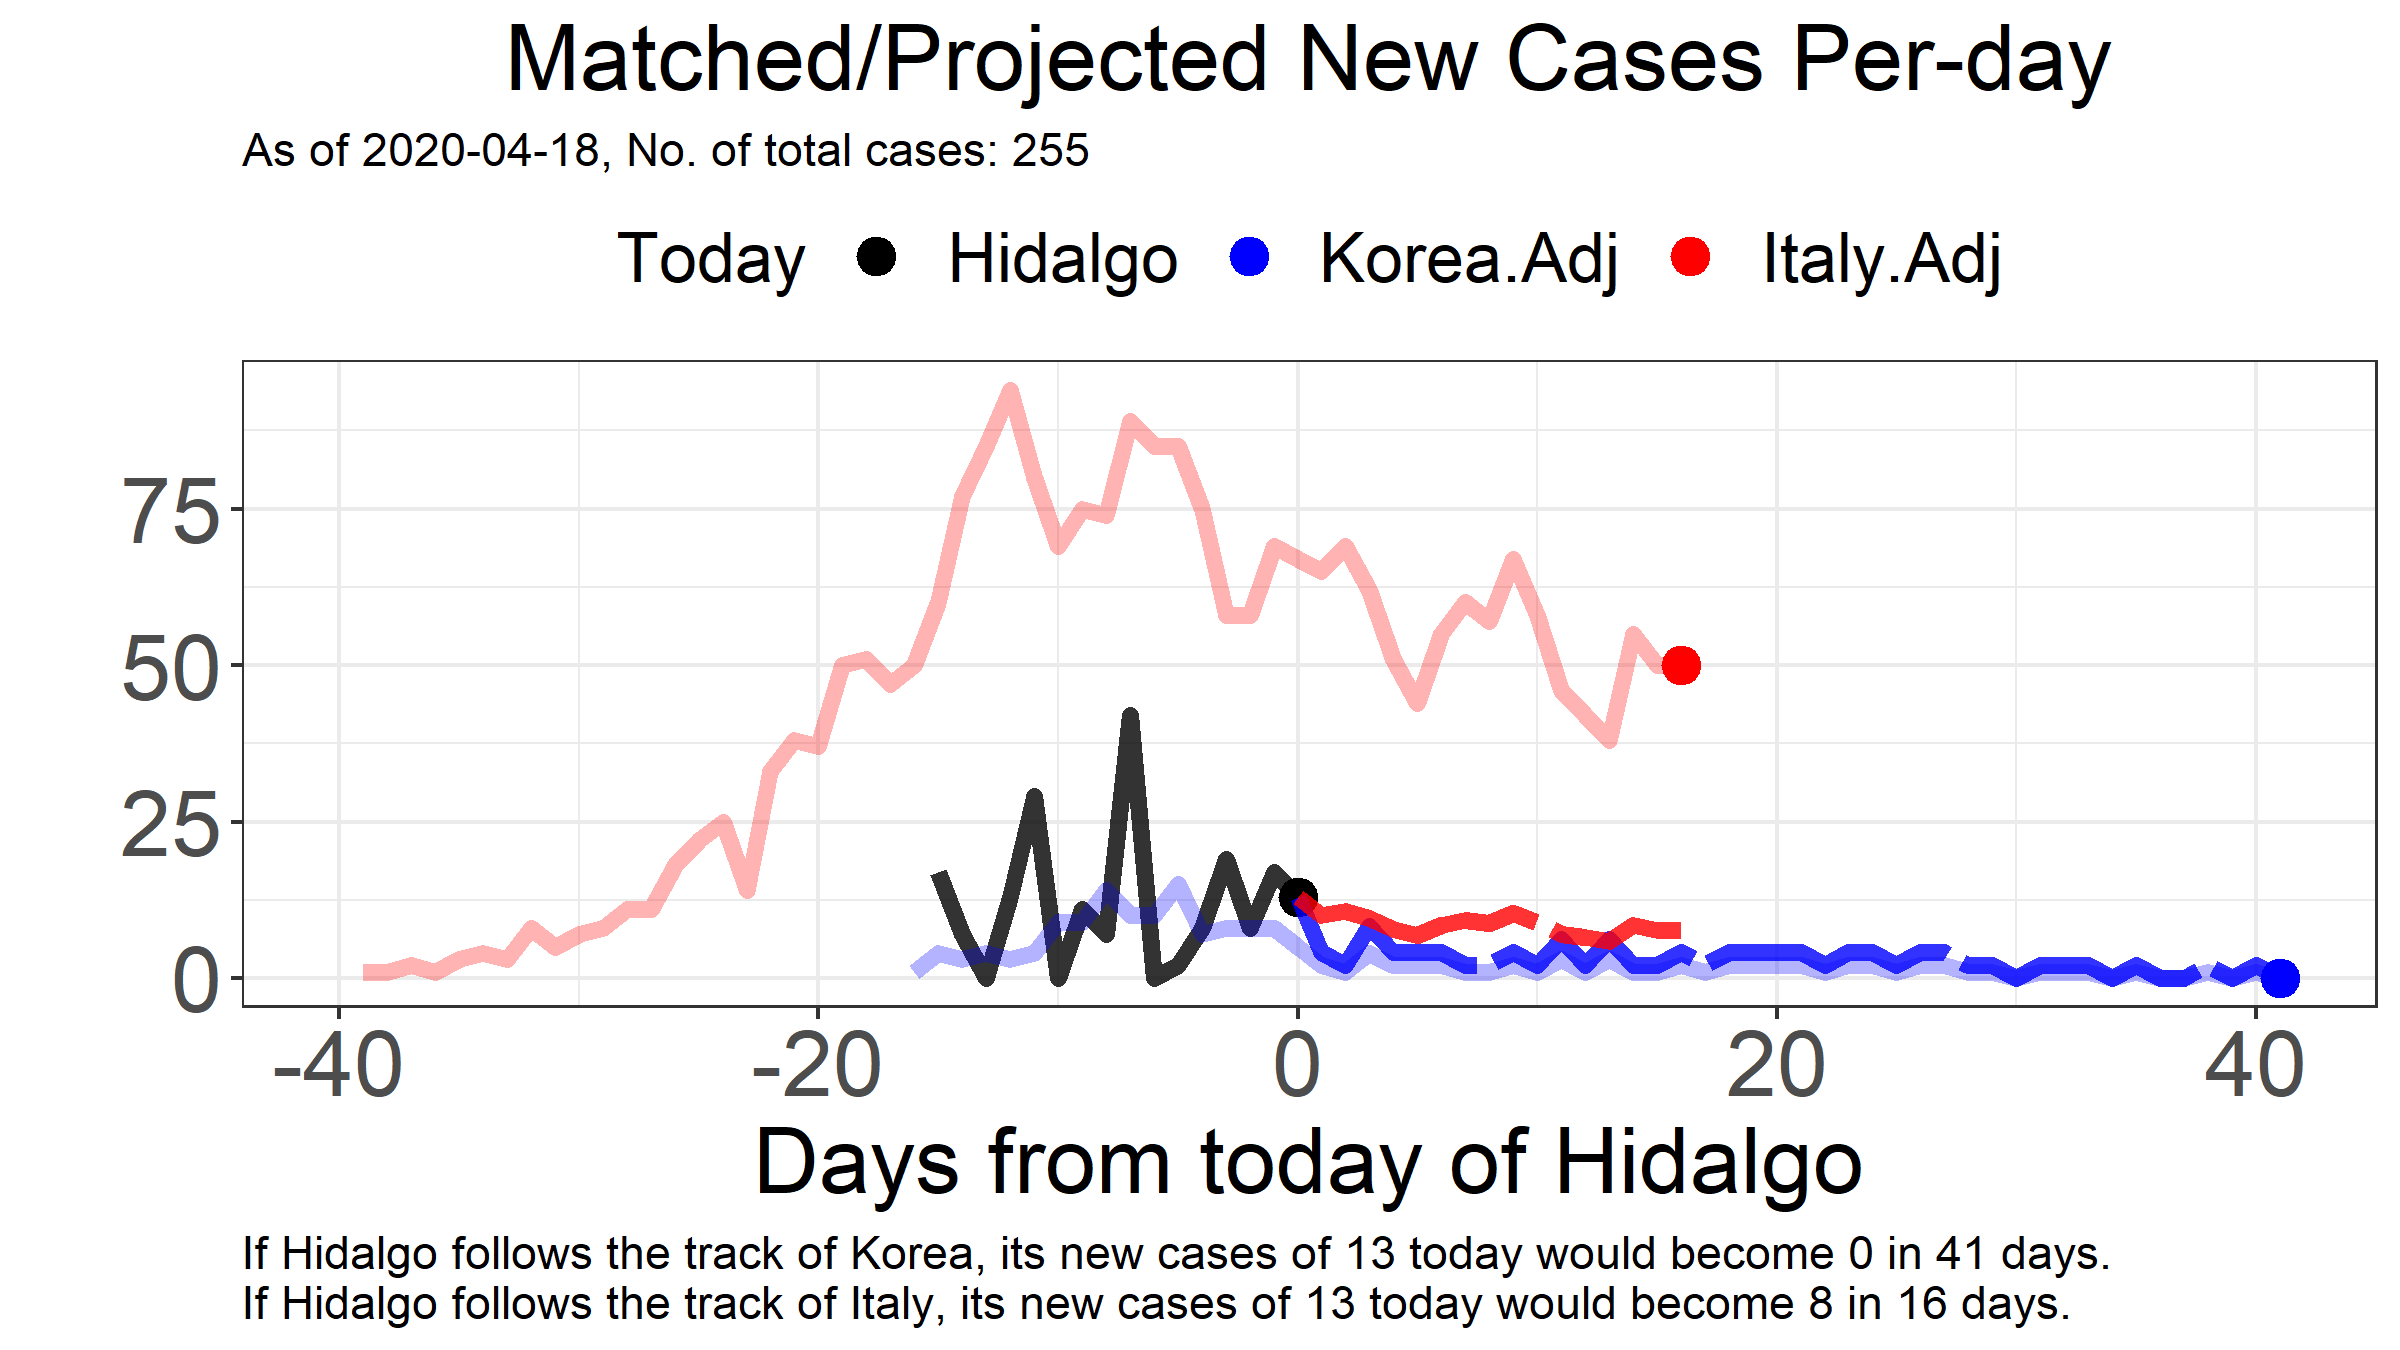 Matched/Projected New Cases Per-day
As of 2020-04-18, No. of total cases: 255
Today Hidalgo Korea.Adj Italy.Adj
75
50
25
0
-40 -20 0 20 40
Days from today of Hidalgo
If Hidalgo follows the track of Korea, its new cases of 13 today would become 0 in 41 days.
If Hidalgo follows the track of Italy, its new cases of 13 today would become 8 in 16 days.